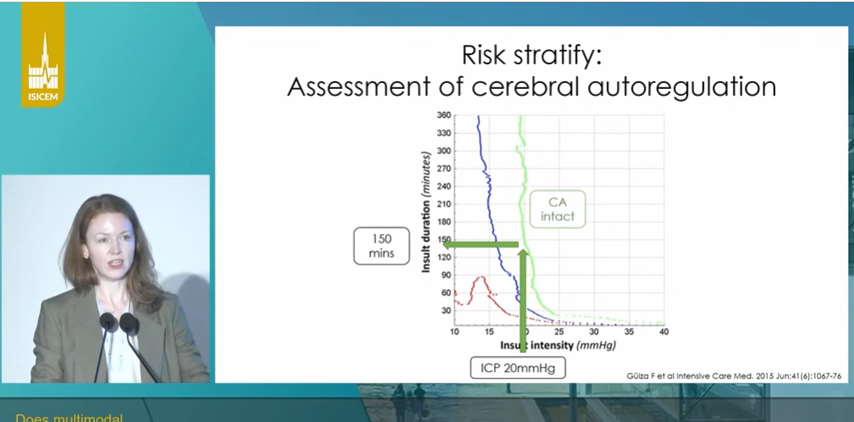 ISICEM
Risk stratify:
Assessment of cerebral autoregulation
360
330
300
270
240
210
180
150
120
90
60
30
Insult duration (minutes)
CA
intact
150
mins
10 15 20 25 30 35 40
Insult intensity (mmHg)
ICP 20mmHg
Güiza F et al Intensive Care Med. 2015 Jun;41(6):1067-76
Does multimodal